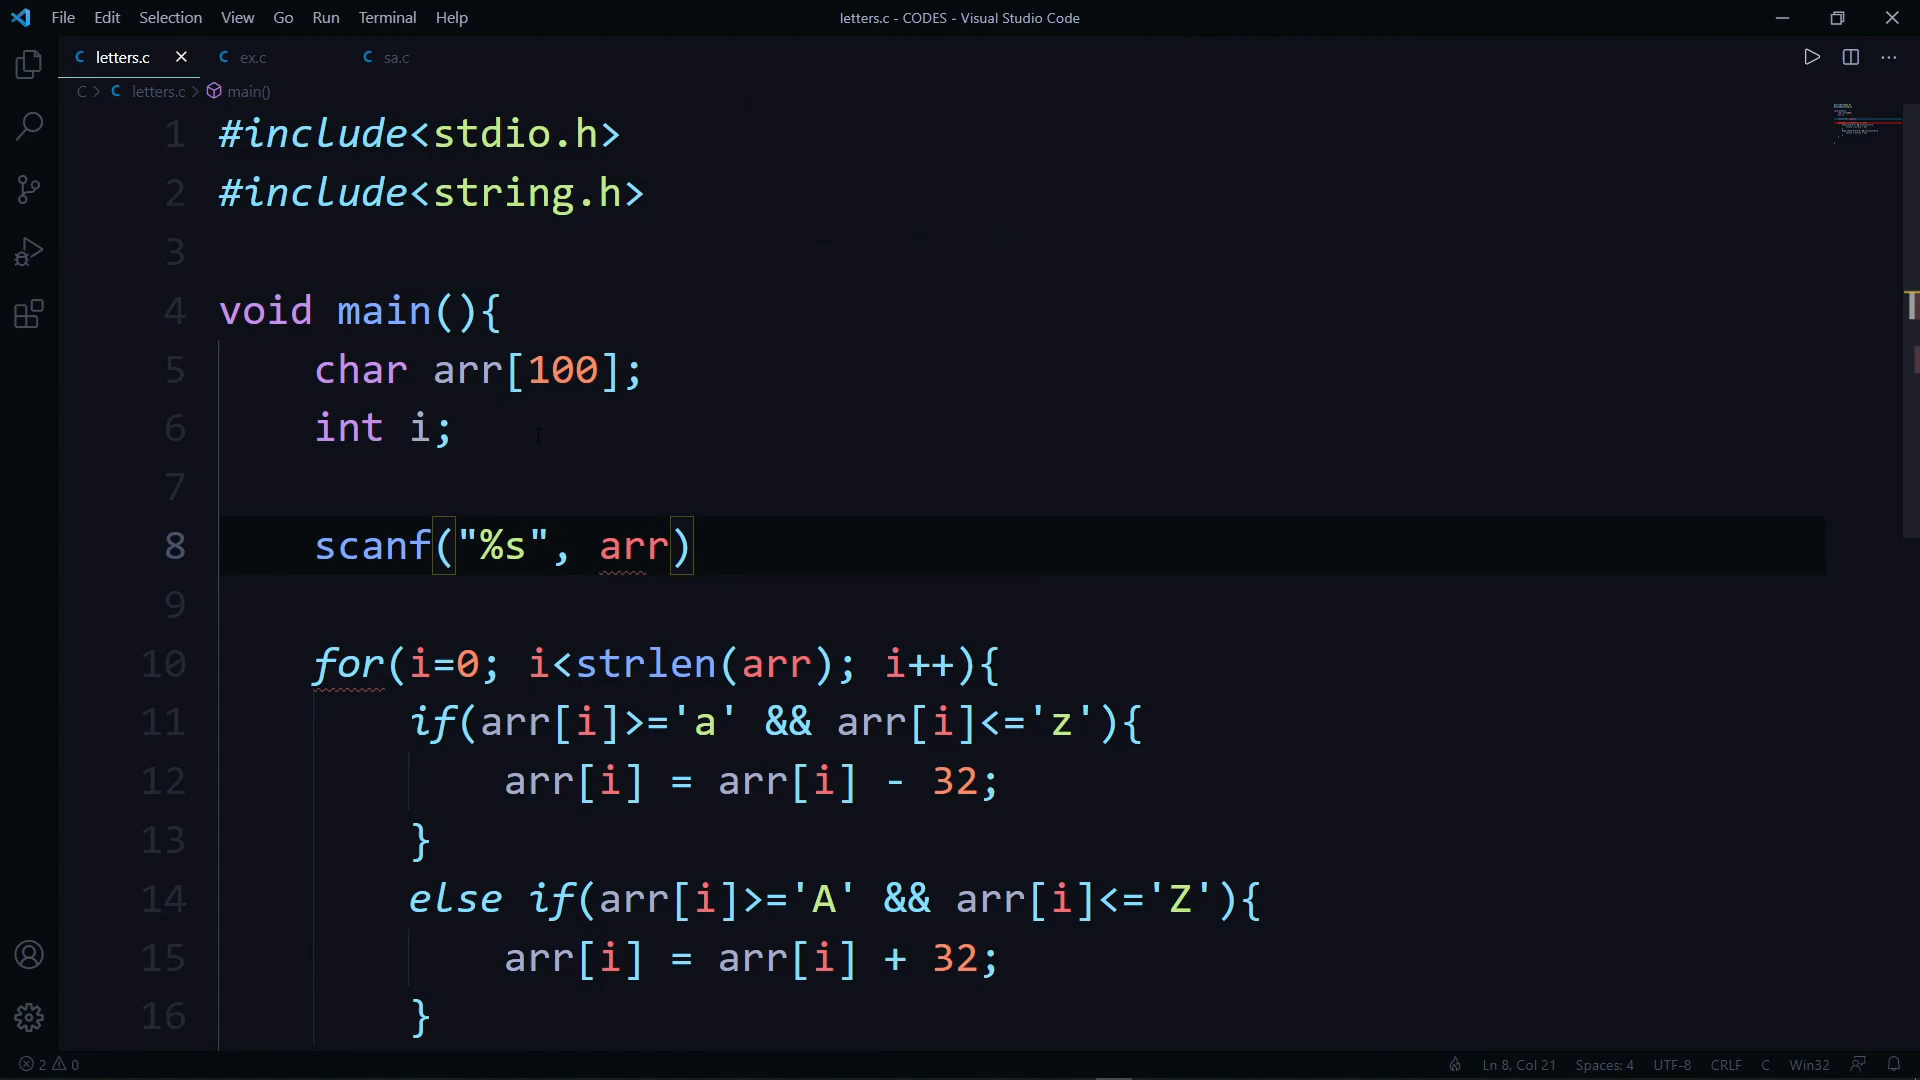 File Edit Selection View Go Run Terminal Help
letters.c - CODES - Visual Studio Code
C letters.c C ex.c C sa.c
C > C letters.c > main()
1 #include<stdio.h>
2 #include<string.h>
3
4 void main(){
5 char arr[100];
6 int i;
7
8 scanf("%s", arr)
9
10 for(i=0; i<strlen(arr); i++){
11 if(arr[i]>='a' && arr[i]<='z'){
12 arr[i] = arr[i] - 32;
13 }
14 else if(arr[i]>='A' && arr[i]<='Z'){
15 arr[i] = arr[i] + 32;
16 }
2 0 Ln 8, Col 21 Spaces: 4 UTF-8 CRLF C Win32